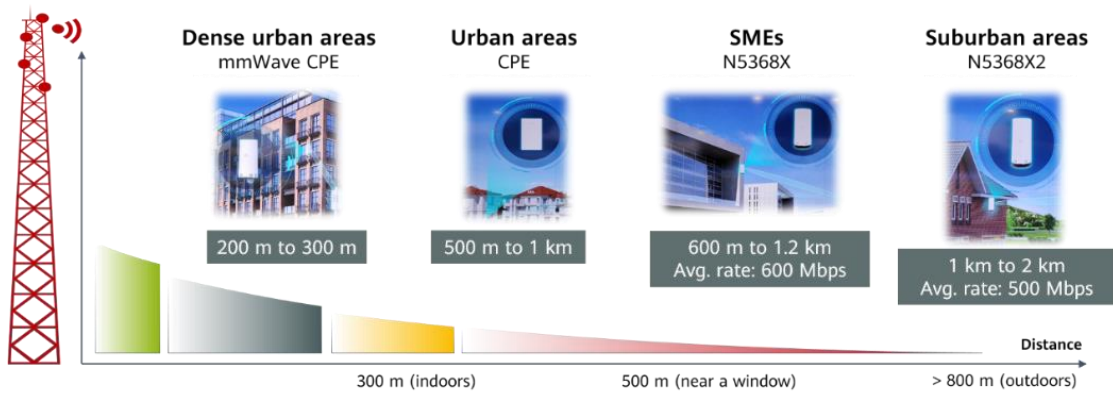 Dense urban areas
mmWave CPE
Urban areas
CPE
SMEs
N5368X
Suburban areas
N5368X2
200 m to 300 m
500 m to 1 km
600 m to 1.2 km
Avg. rate: 600 Mbps
1 km to 2 km
Avg. rate: 500 Mbps
Distance
300 m (indoors)
500 m (near a window)
> 800 m (outdoors)